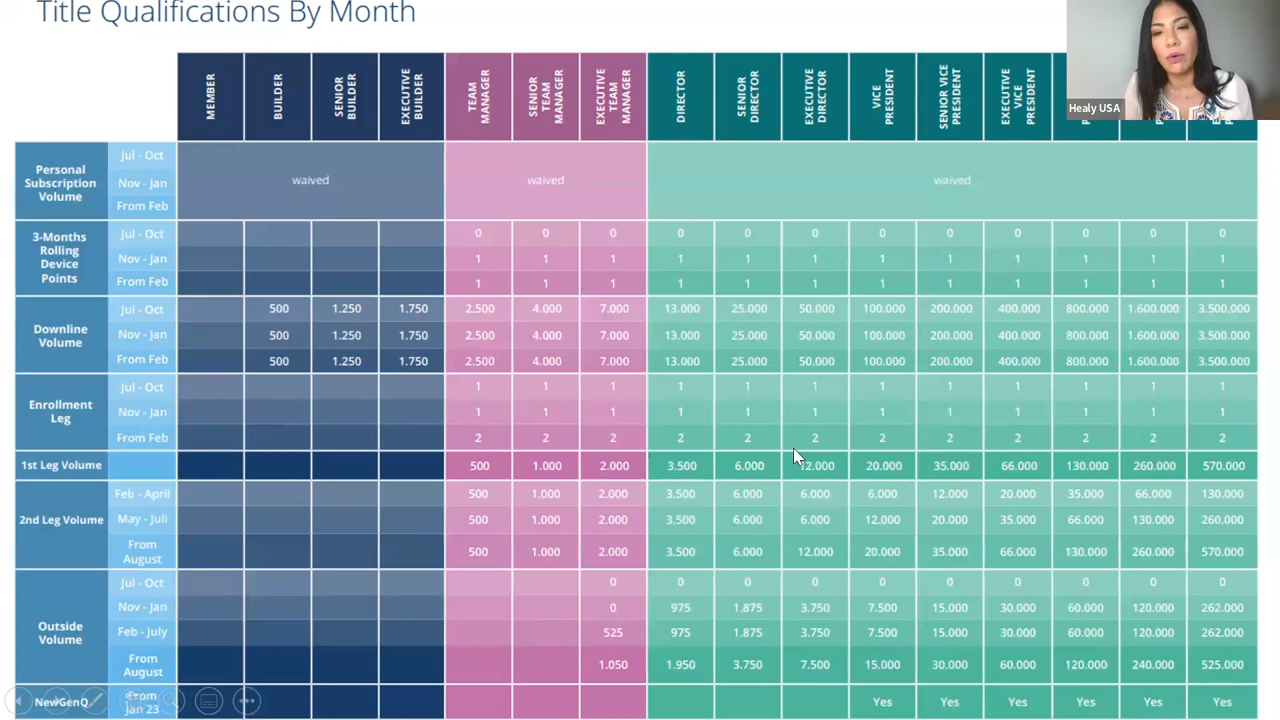 Title Qualifications By Month
Healy USA
MEMBER
BUILDER
SENIOR BUILDER
EXECUTIVE BUILDER
TEAM MANAGER
SENIOR TEAM MANAGER
EXECUTIVE TEAM MANAGER
DIRECTOR
SENIOR DIRECTOR
EXECUTIVE DIRECTOR
VICE PRESIDENT
SENIOR VICE PRESIDENT
EXECUTIVE VICE PRESIDENT
Personal Subscription Volume
Jul - Oct
Nov - Jan
From Feb
waived waived waived
3-Months Rolling Device Points
Jul - Oct 0 0 0 0 0 0 0 0 0 0 0 0
Nov - Jan 1 1 1 1 1 1 1 1 1 1 1 1
From Feb 1 1 1 1 1 1 1 1 1 1 1 1
Downline Volume
Jul - Oct 500 1.250 1.750 2.500 4.000 7.000 13.000 25.000 50.000 100.000 200.000 400.000 800.000 1.600.000 3.500.000
Nov - Jan 500 1.250 1.750 2.500 4.000 7.000 13.000 25.000 50.000 100.000 200.000 400.000 800.000 1.600.000 3.500.000
From Feb 500 1.250 1.750 2.500 4.000 7.000 13.000 25.000 50.000 100.000 200.000 400.000 800.000 1.600.000 3.500.000
Enrollment Leg
Jul - Oct 1 1 1 1 1 1 1 1 1 1 1 1
Nov - Jan 1 1 1 1 1 1 1 1 1 1 1 1
From Feb 2 2 2 2 2 2 2 2 2 2 2 2
1st Leg Volume 500 1.000 2.000 3.500 6.000 12.000 20.000 35.000 66.000 130.000 260.000 570.000
2nd Leg Volume
Feb - April 500 1.000 2.000 3.500 6.000 6.000 6.000 12.000 20.000 35.000 66.000 130.000
May - Juli 500 1.000 2.000 3.500 6.000 6.000 12.000 20.000 35.000 66.000 130.000 260.000
From August 500 1.000 2.000 3.500 6.000 12.000 20.000 35.000 66.000 130.000 260.000 570.000
Outside Volume
Jul - Oct 0 0 0 0 0 0 0 0 0 0
Nov - Jan 0 975 1.875 3.750 7.500 15.000 30.000 60.000 120.000 262.000
Feb - July 525 975 1.875 3.750 7.500 15.000 30.000 60.000 120.000 262.000
From August 1.050 1.950 3.750 7.500 15.000 30.000 60.000 120.000 240.000 525.000
NewGenQ From Jan 23 Yes Yes Yes Yes Yes Yes